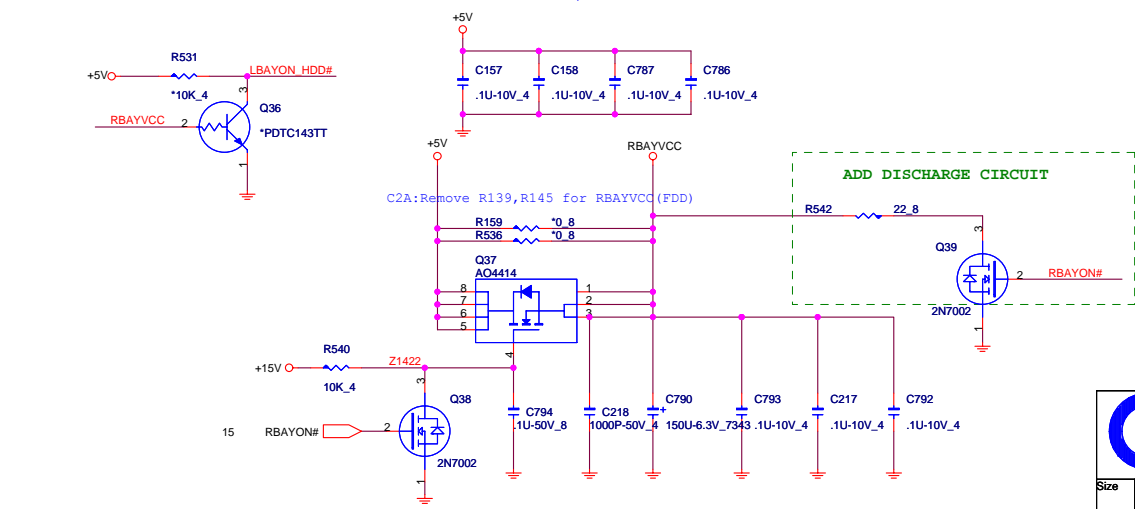 +5V
R531
+5V
LBAYON_HDD#
*10K_4
3
Q36
RBAYVCC
2
*PDTC143TT
1
C157
C158
C787
C786
.1U-10V_4
.1U-10V_4
.1U-10V_4
.1U-10V_4
+5V
RBAYVCC
ADD DISCHARGE CIRCUIT
C2A:Remove R139,R145 for RBAYVCC(FDD)
R542
22_8
R159
*0_8
R536
*0_8
3
Q39
Q37
AO4414
2
RBAYON#
8
7
6
5
1
2
3
4
2N7002
1
R540
+15V
Z1422
10K_4
3
Q38
15
RBAYON#
2
2N7002
1
C794
.1U-50V_8
C218
1000P-50V_4
C790
+
150U-6.3V_7343
C793
.1U-10V_4
C217
.1U-10V_4
C792
.1U-10V_4
Size